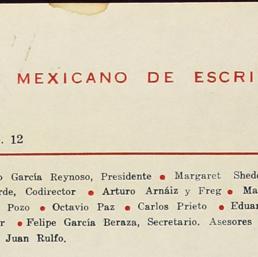 MEXICANO DE ESCRI
. 12
o García Reynoso, Presidente • Margaret Shed
rde, Codirector • Arturo Arnáiz y Freg • Ma
Pozo • Octavio Paz • Carlos Prieto • Eduar
r • Felipe García Beraza, Secretario. Asesores
Juan Rulfo.